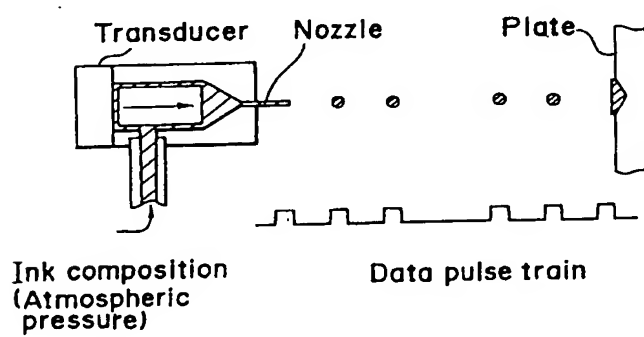 Transducer
Nozzle
Plate
Ink composition
(Atmospheric
pressure)
Data pulse train